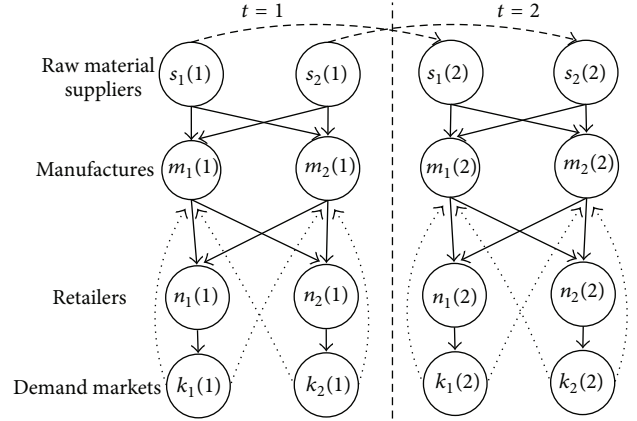 t = 1 t = 2
Raw material suppliers s₁(1) s₂(1) s₁(2) s₂(2)
Manufactures m₁(1) m₂(1) m₁(2) m₂(2)
Retailers n₁(1) n₂(1) n₁(2) n₂(2)
Demand markets k₁(1) k₂(1) k₁(2) k₂(2)